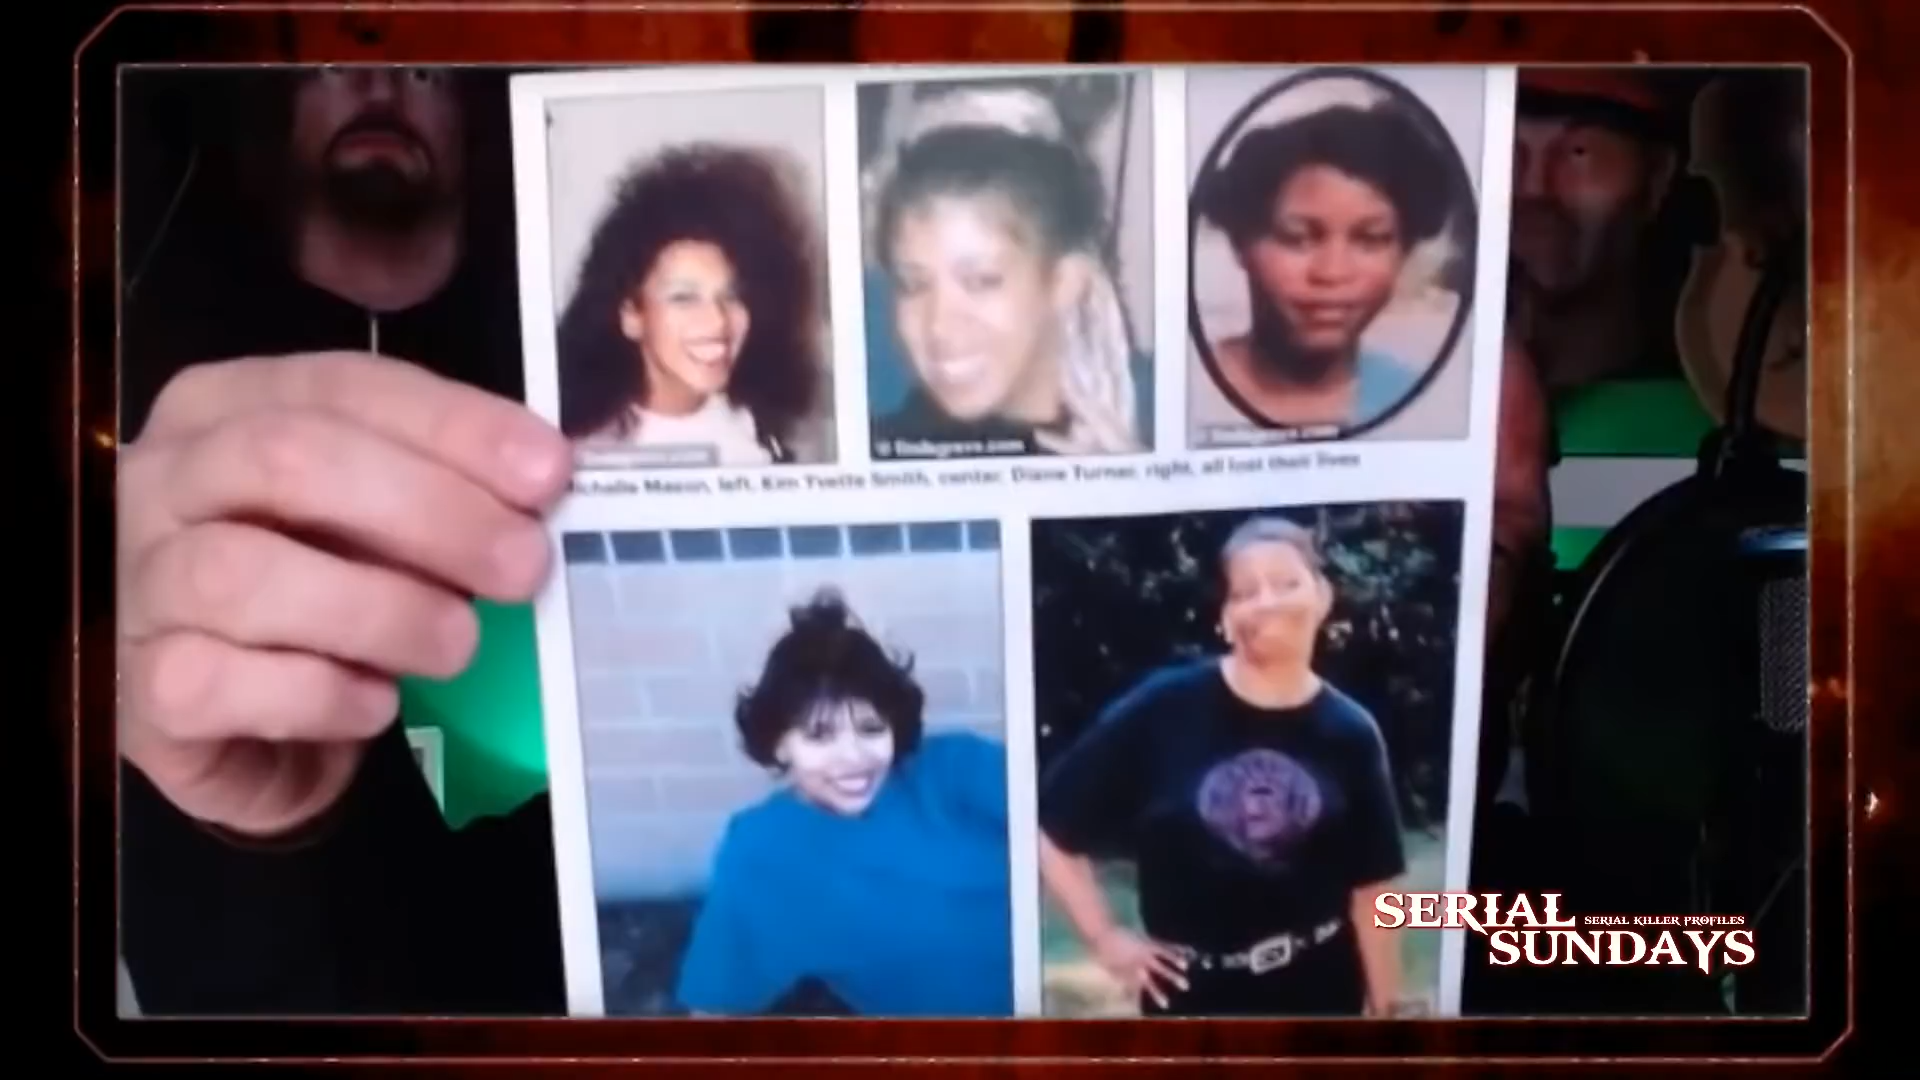 © findagrave.com
Michelle Mason, left, Kim Yvette Smith, center, Diane Turner, right, all lost their lives
SERIAL
SERIAL KILLER PROFILES
SUNDAYS